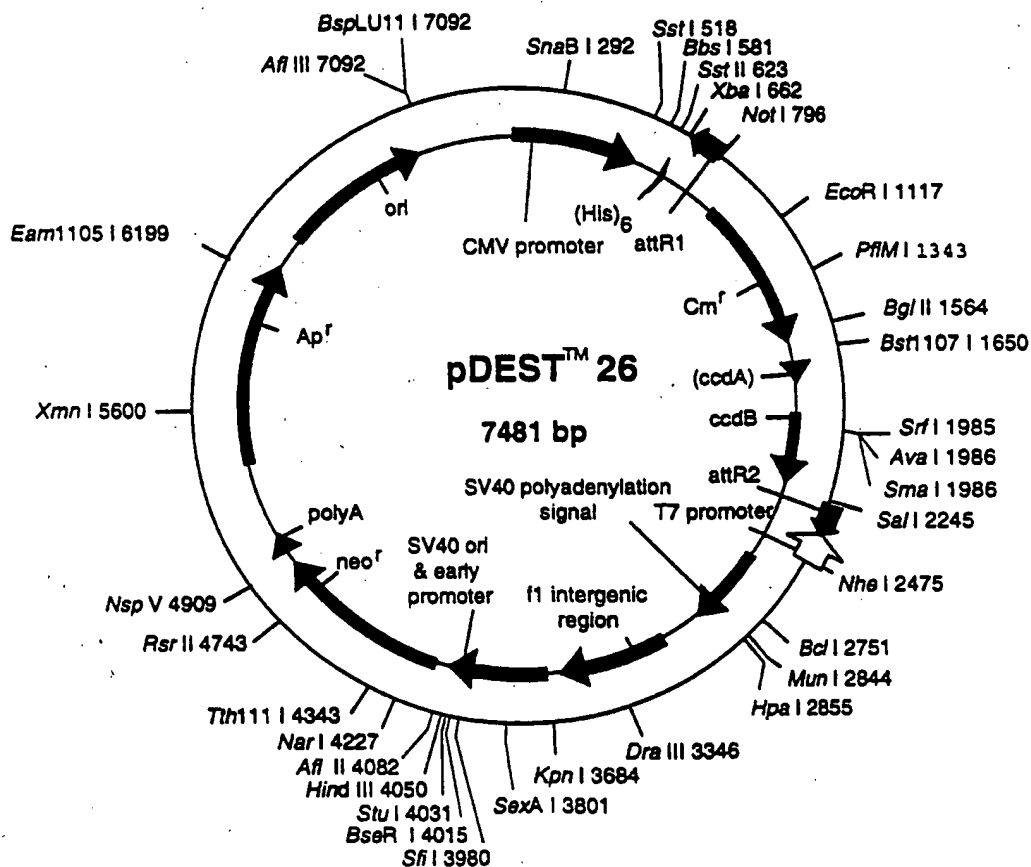 BspLU11 I 7092
Afl III 7092
SnaB I 292
Sst I 518
Bbs I 581
Sst II 623
Xba I 662
Not I 796
EcoR I 1117
PflM I 1343
Bgl II 1564
Bst1107 I 1650
Srf I 1985
Ava I 1986
Sma I 1986
Sal I 2245
Nhe I 2475
Bcl I 2751
Mun I 2844
Hpa I 2855
Dra III 3346
Kpn I 3684
SexA I 3801
Sfi I 3980
BseR I 4015
Stu I 4031
Hind III 4050
Afl II 4082
Nar I 4227
Tth111 I 4343
Rsr II 4743
Nsp V 4909
Xmn I 5600
Eam1105 I 6199
ori
CMV promoter
(His)6
attR1
Cmr
(ccdA)
ccdB
attR2
T7 promoter
SV40 polyadenylation
signal
f1 intergenic
region
SV40 ori
& early
promoter
neor
polyA
Apr
pDEST™ 26
7481 bp